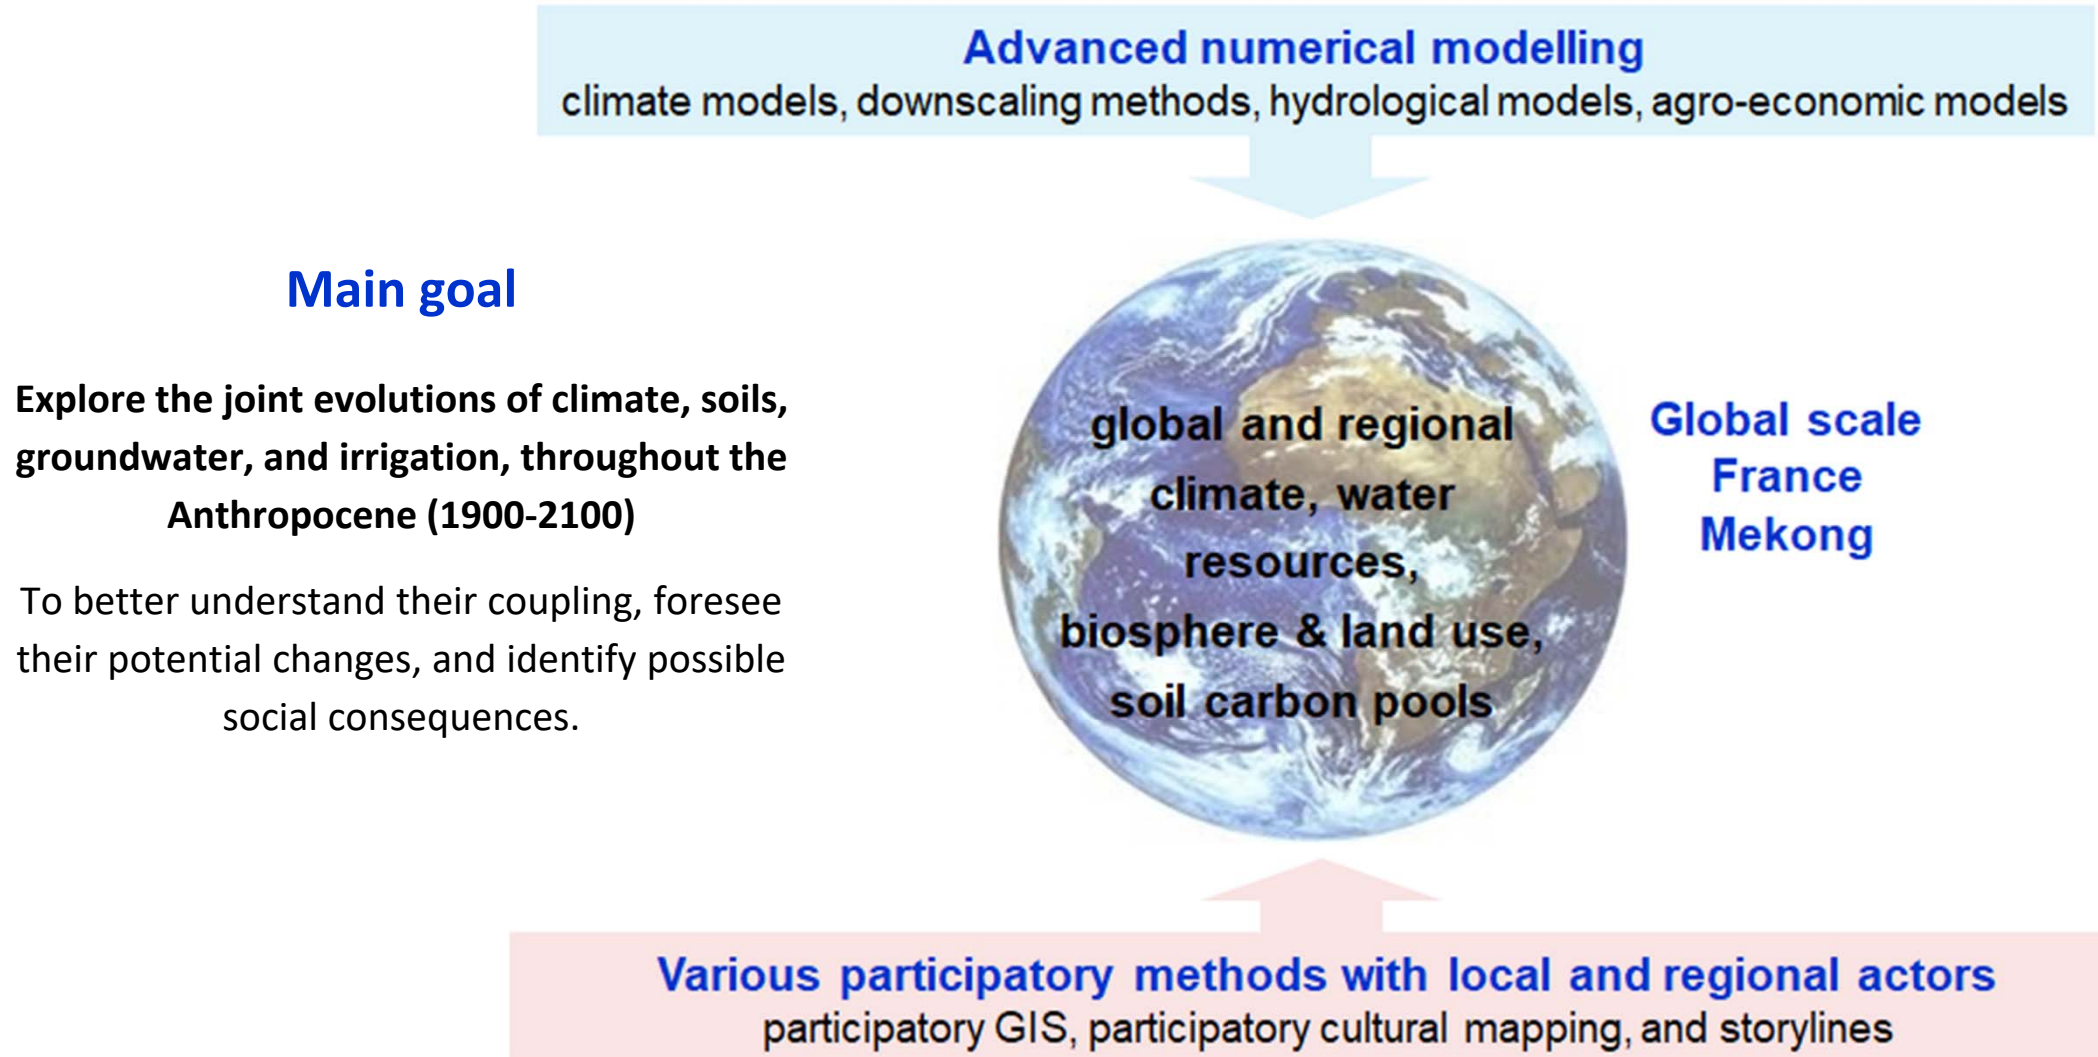 Advanced numerical modelling
climate models, downscaling methods, hydrological models, agro-economic models
Main goal
Explore the joint evolutions of climate, soils,
groundwater, and irrigation, throughout the
Anthropocene (1900-2100)
To better understand their coupling, foresee
their potential changes, and identify possible
social consequences.
global and regional
climate, water
resources,
biosphere & land use,
soil carbon pools
Global scale
France
Mekong
Various participatory methods with local and regional actors
participatory GIS, participatory cultural mapping, and storylines